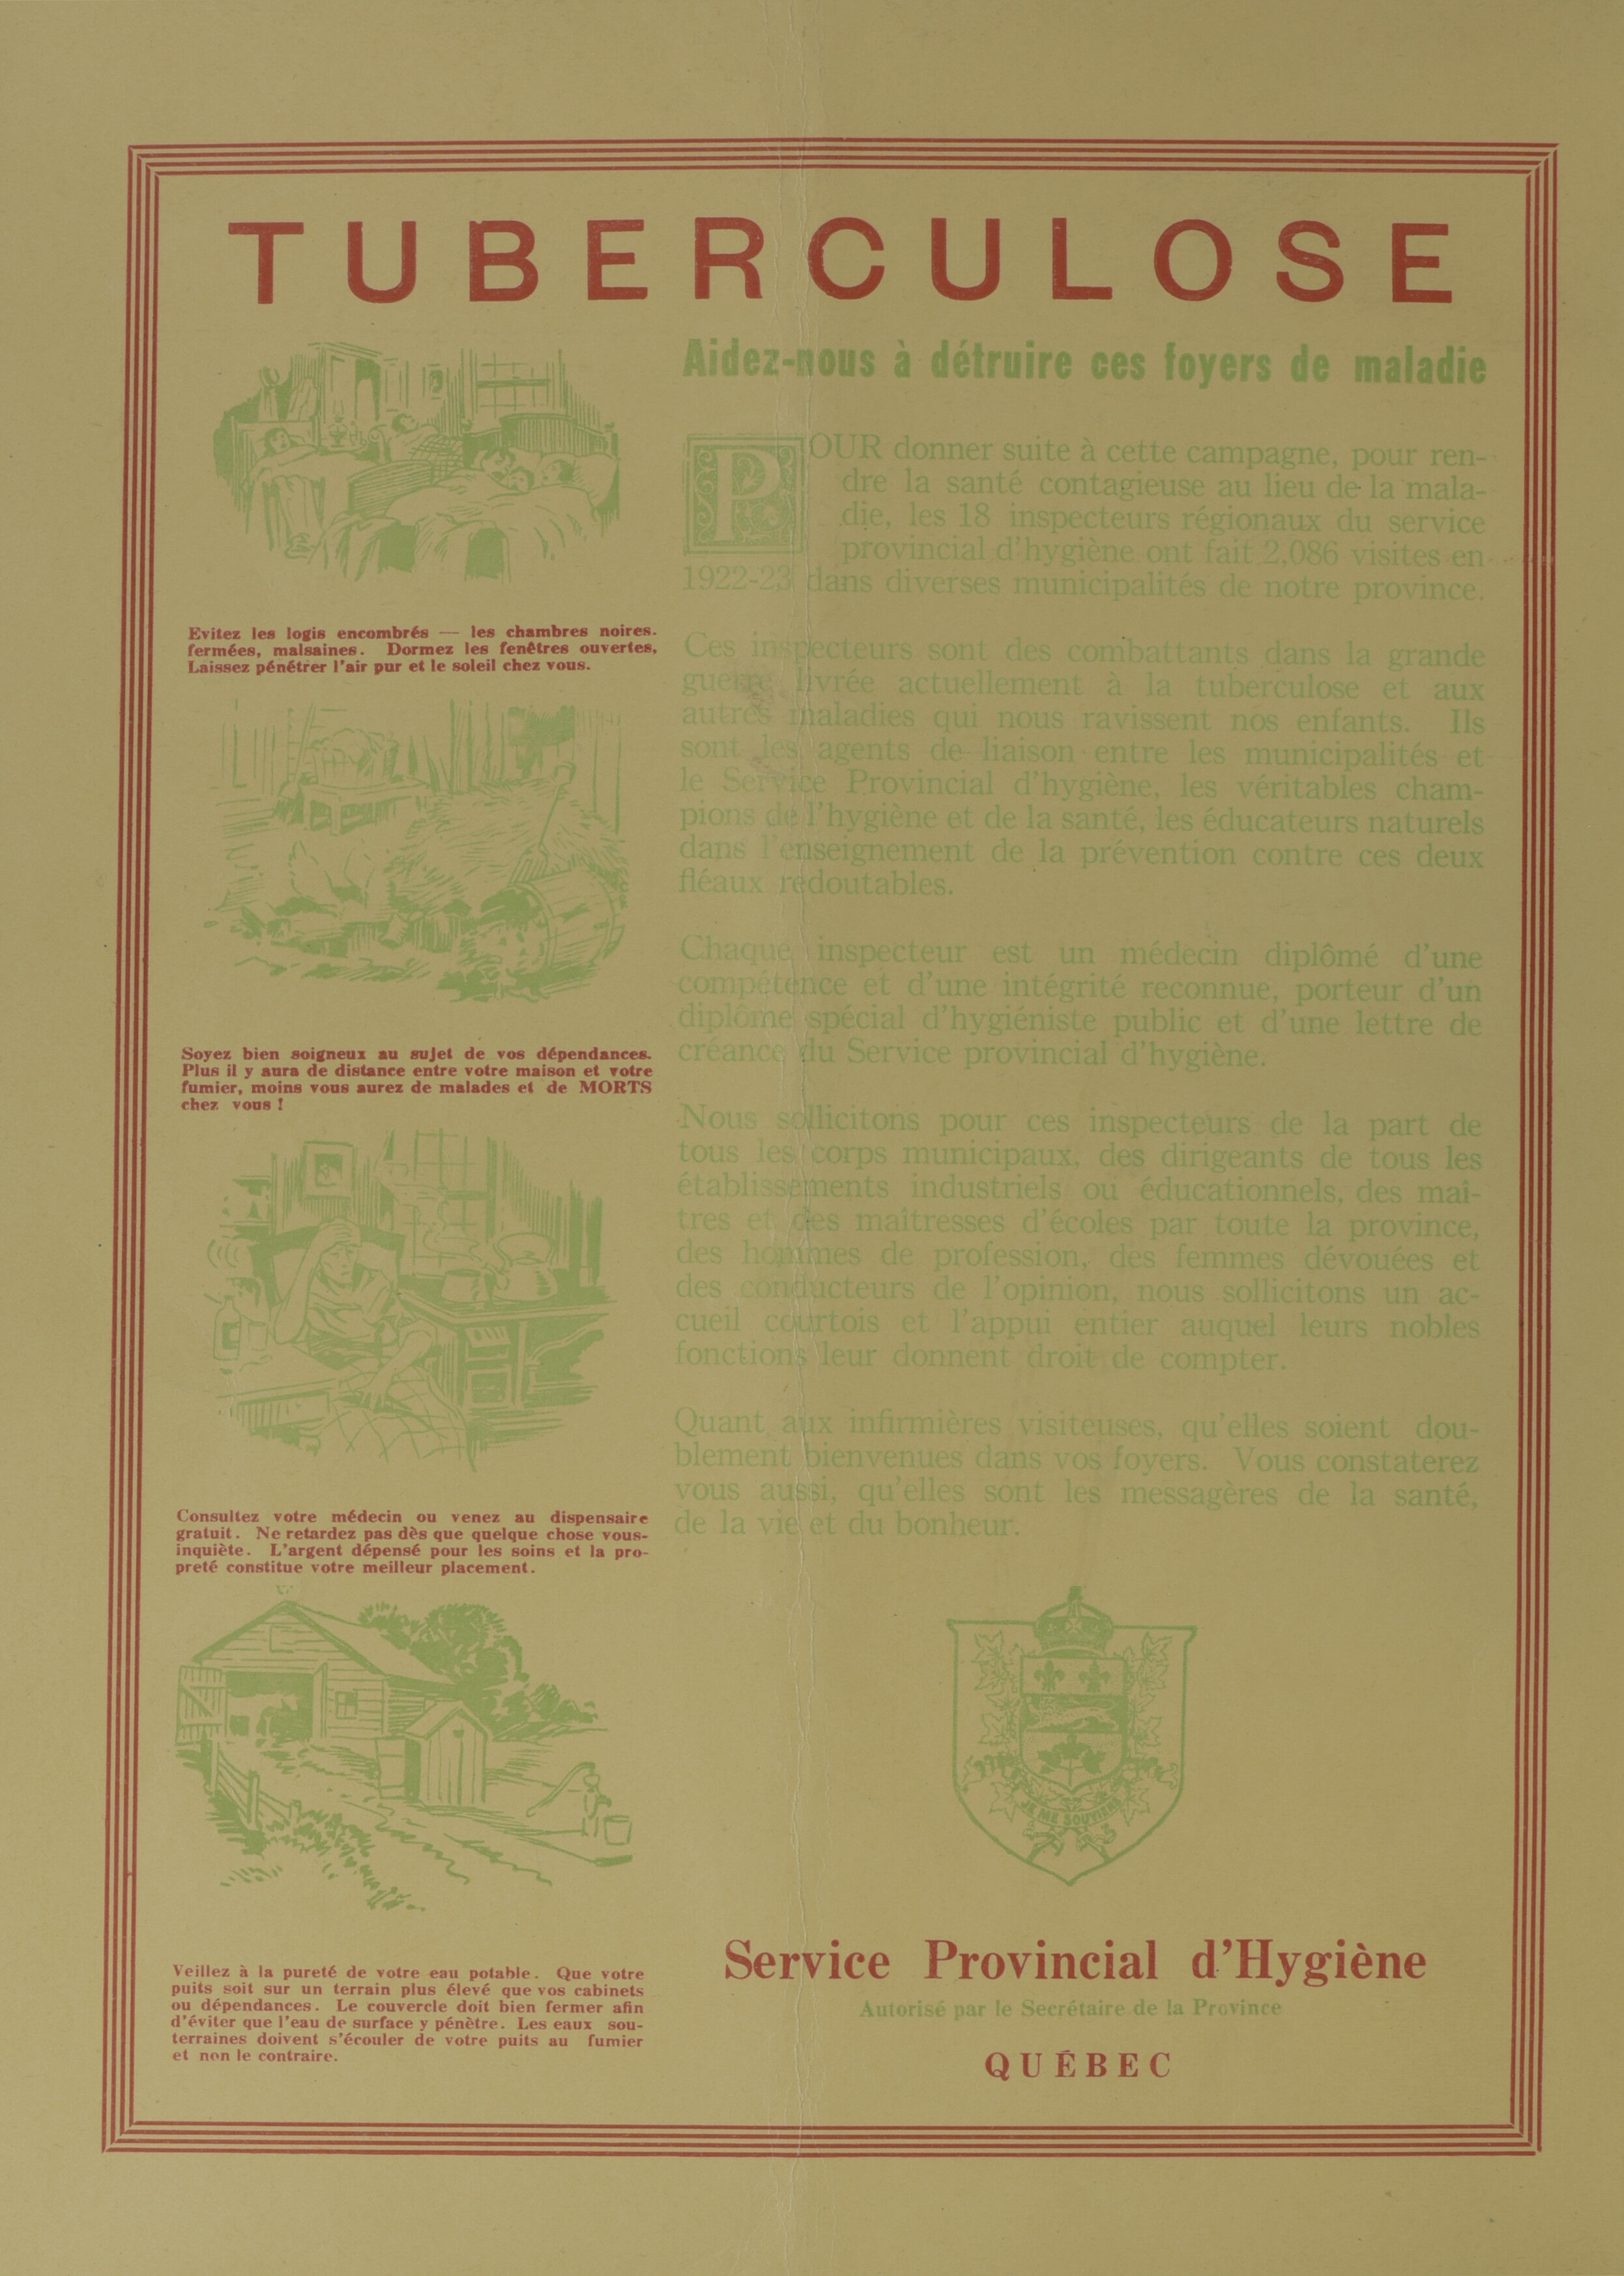 TUBERCULOSE
Aidez-nous à détruire ces foyers de maladie
POUR donner suite à cette campagne, pour ren-
dre la santé contagieuse au lieu de la mala-
die, les 18 inspecteurs régionaux du service
provincial d'hygiène ont fait 2,086 visites en
1922-23 dans diverses municipalités de notre province.
Ces inspecteurs sont des combattants dans la grande
guerre livrée actuellement à la tuberculose et aux
autres maladies qui nous ravissent nos enfants. Ils
sont les agents de liaison entre les municipalités et
le Service Provincial d'hygiène, les véritables cham-
pions de l'hygiène et de la santé, les éducateurs naturels
dans l'enseignement de la prévention contre ces deux
fléaux redoutables.
Chaque inspecteur est un médecin diplômé d'une
compétence et d'une intégrité reconnue, porteur d'un
diplôme spécial d'hygiéniste public et d'une lettre de
créance du Service provincial d'hygiène.
Nous sollicitons pour ces inspecteurs de la part de
tous les corps municipaux, des dirigeants de tous les
établissements industriels ou éducationnels, des maî-
tres et des maîtresses d'écoles par toute la province,
des hommes de profession, des femmes dévouées et
des conducteurs de l'opinion, nous sollicitons un ac-
cueil courtois et l'appui entier auquel leurs nobles
fonctions leur donnent droit de compter.
Quant aux infirmières visiteuses, qu'elles soient dou-
blement bienvenues dans vos foyers. Vous constaterez
vous aussi, qu'elles sont les messagères de la santé,
de la vie et du bonheur.
Evitez les logis encombrés — les chambres noires.
fermées, malsaines. Dormez les fenêtres ouvertes,
Laissez pénétrer l'air pur et le soleil chez vous.
Soyez bien soigneux au sujet de vos dépendances.
Plus il y aura de distance entre votre maison et votre
fumier, moins vous aurez de malades et de MORTS
chez vous !
Consultez votre médecin ou venez au dispensaire
gratuit. Ne retardez pas dès que quelque chose vous-
inquiète. L'argent dépensé pour les soins et la pro-
preté constitue votre meilleur placement.
Veillez à la pureté de votre eau potable. Que votre
puits soit sur un terrain plus élevé que vos cabinets
ou dépendances. Le couvercle doit bien fermer afin
d'éviter que l'eau de surface y pénètre. Les eaux sou-
terraines doivent s'écouler de votre puits au fumier
et non le contraire.
JE ME SOUVIENS
Service Provincial d'Hygiène
Autorisé par le Secrétaire de la Province
QUÉBEC